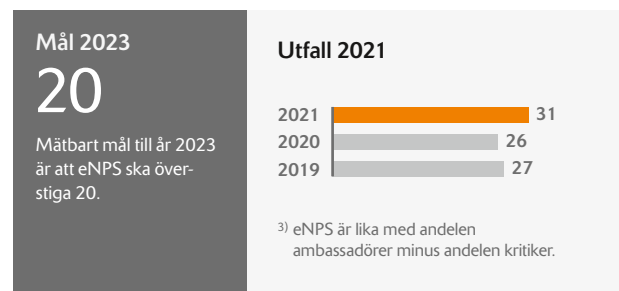 Mål 2023
20
Mätbart mål till år 2023
är att eNPS ska över-
stiga 20.
Utfall 2021
2021 31
2020 26
2019 27
3) eNPS är lika med andelen
ambassadörer minus andelen kritiker.